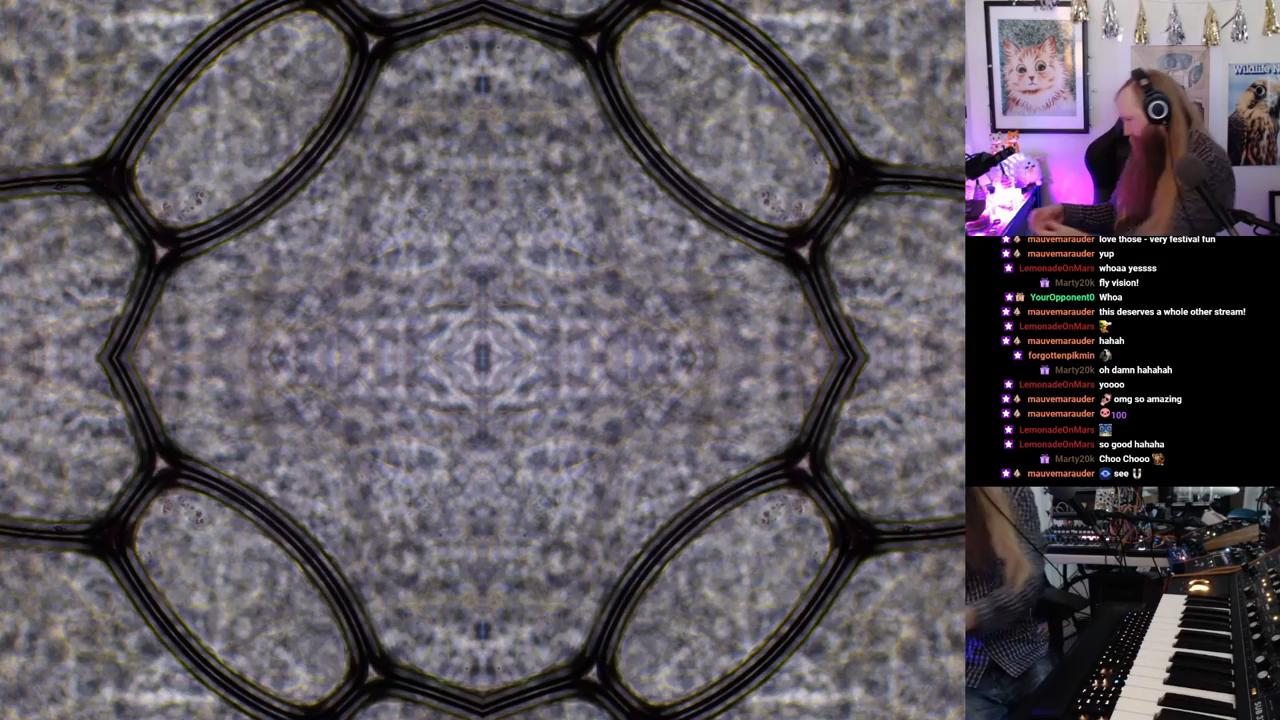 Wildlife N
mauvemarauder love those - very festival fun
mauvemarauder yup
LemonadeOnMars whoaa yessss
Marty20k fly vision!
YourOpponent0 Whoa
mauvemarauder this deserves a whole other stream!
LemonadeOnMars
mauvemarauder hahah
forgottenpikmin
Marty20k oh damn hahahah
LemonadeOnMars yoooo
mauvemarauder omg so amazing
mauvemarauder 100
LemonadeOnMars
LemonadeOnMars so good hahaha
Marty20k Choo Chooo
mauvemarauder see